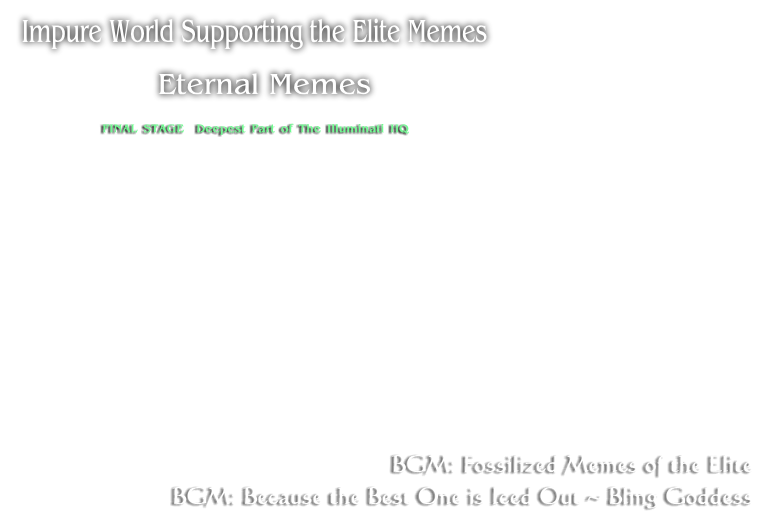 Impure World Supporting the Elite Memes
Eternal Memes
FINAL STAGE Deepest Part of The Illuminati HQ
BGM: Fossilized Memes of the Elite
BGM: Because the Best One is Iced Out ~ Bling Goddess